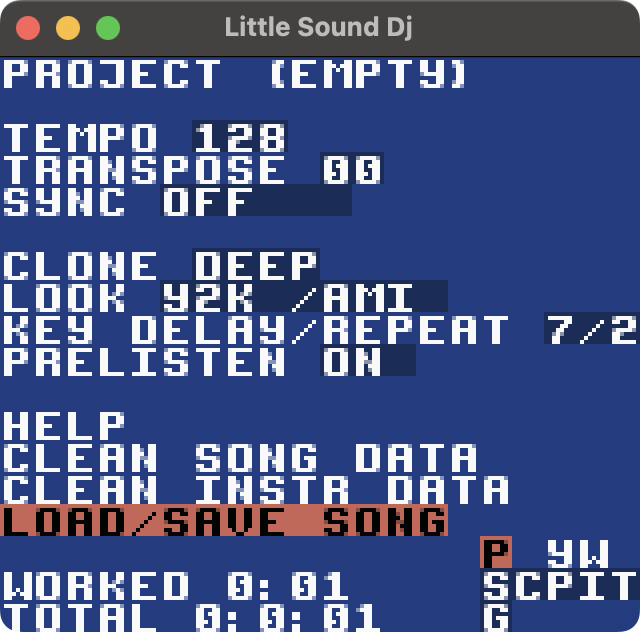 Little Sound Dj
PROJECT (EMPTY)
TEMPO 128
TRANSPOSE 00
SYNC OFF
CLONE DEEP
LOOK Y2K /AMI
KEY DELAY/REPEAT 7/2
PRELISTEN ON
HELP
CLEAN SONG DATA
CLEAN INSTR DATA
LOAD/SAVE SONG
P YW
WORKED 0:01 SCPIT
TOTAL 0:0:01 G